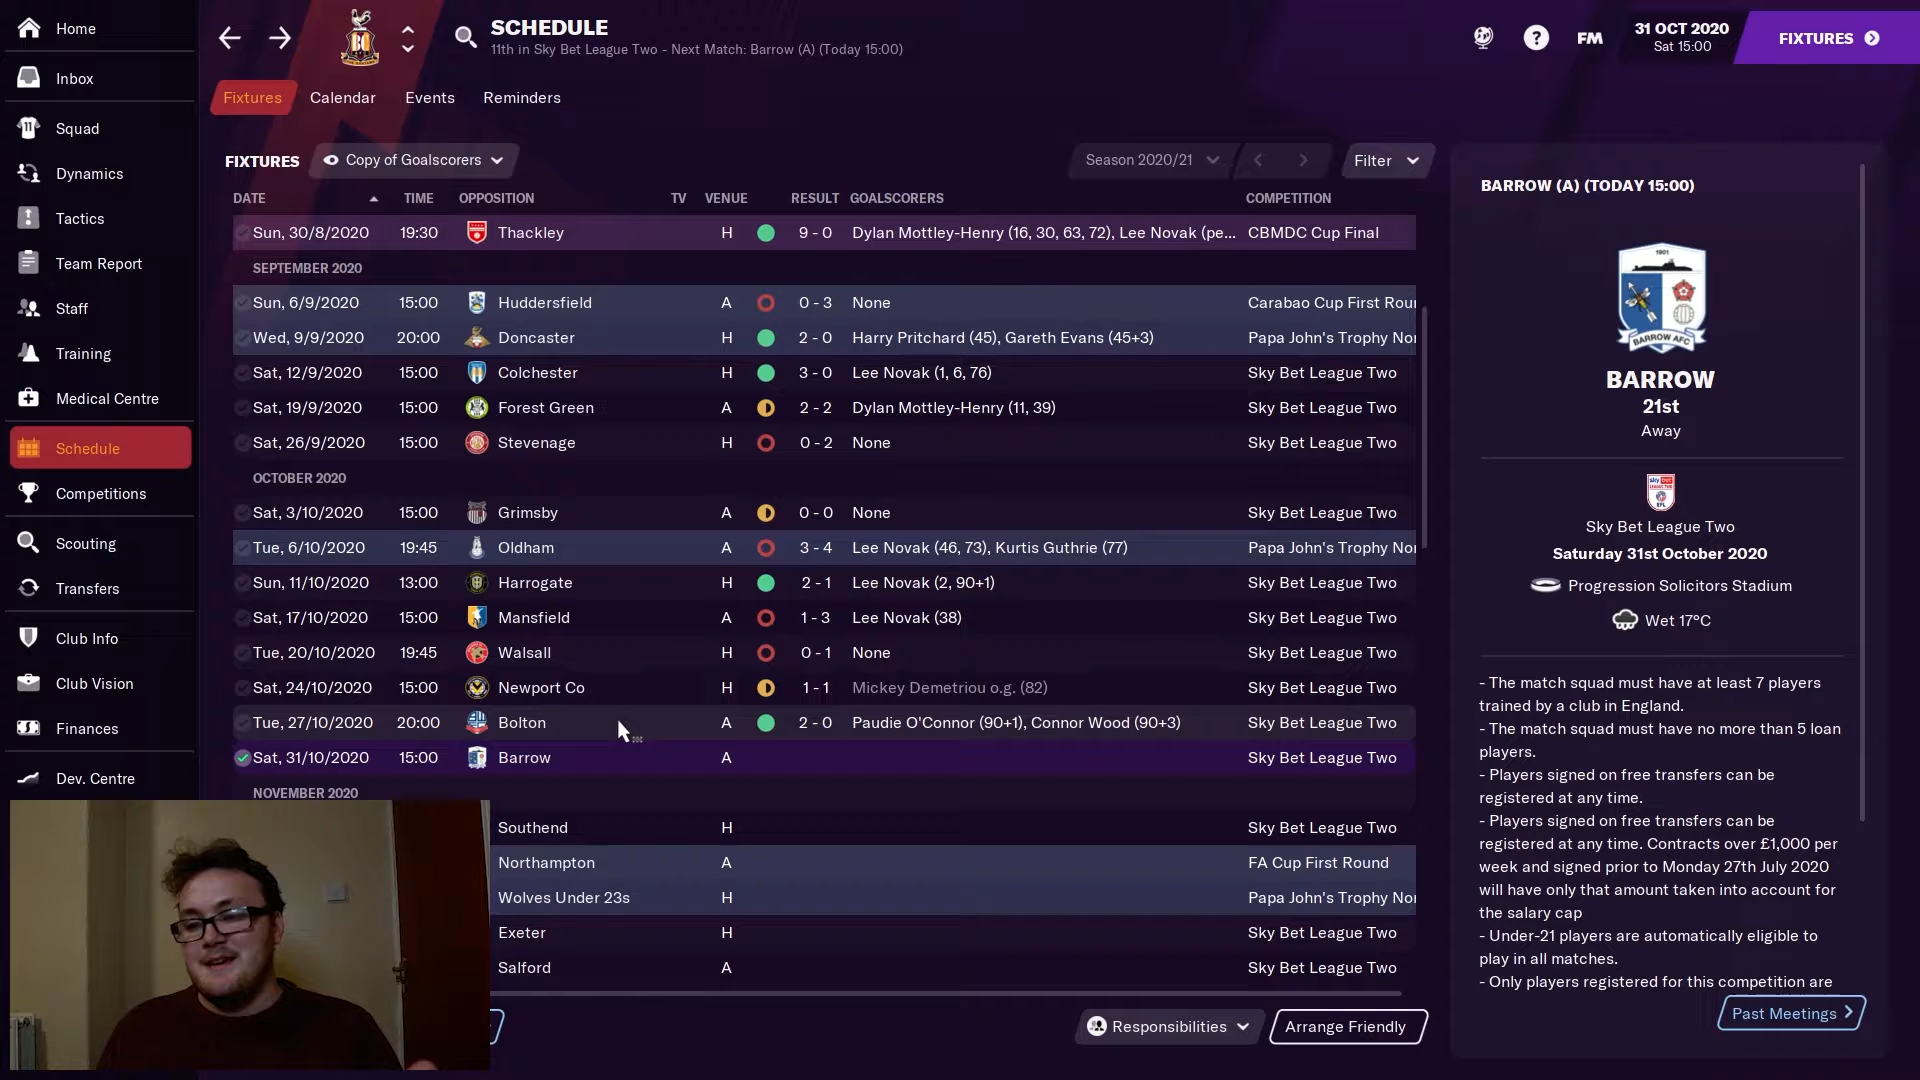 Home
Inbox
Squad
Dynamics
Tactics
Team Report
Staff
Training
Medical Centre
Schedule
Competitions
Scouting
Transfers
Club Info
Club Vision
Finances
Dev. Centre
SCHEDULE
11th in Sky Bet League Two - Next Match: Barrow (A) (Today 15:00)
FM
31 OCT 2020
Sat 15:00
FIXTURES
Fixtures Calendar Events Reminders
FIXTURES Copy of Goalscorers Season 2020/21 Filter
DATE TIME OPPOSITION TV VENUE RESULT GOALSCORERS COMPETITION
Sun, 30/8/2020 19:30 Thackley H 9 - 0 Dylan Mottley-Henry (16, 30, 63, 72), Lee Novak (pe... CBMDC Cup Final
SEPTEMBER 2020
Sun, 6/9/2020 15:00 Huddersfield A 0 - 3 None Carabao Cup First Rou
Wed, 9/9/2020 20:00 Doncaster H 2 - 0 Harry Pritchard (45), Gareth Evans (45+3) Papa John's Trophy No
Sat, 12/9/2020 15:00 Colchester H 3 - 0 Lee Novak (1, 6, 76) Sky Bet League Two
Sat, 19/9/2020 15:00 Forest Green A 2 - 2 Dylan Mottley-Henry (11, 39) Sky Bet League Two
Sat, 26/9/2020 15:00 Stevenage H 0 - 2 None Sky Bet League Two
OCTOBER 2020
Sat, 3/10/2020 15:00 Grimsby A 0 - 0 None Sky Bet League Two
Tue, 6/10/2020 19:45 Oldham A 3 - 4 Lee Novak (46, 73), Kurtis Guthrie (77) Papa John's Trophy No
Sun, 11/10/2020 13:00 Harrogate H 2 - 1 Lee Novak (2, 90+1) Sky Bet League Two
Sat, 17/10/2020 15:00 Mansfield A 1 - 3 Lee Novak (38) Sky Bet League Two
Tue, 20/10/2020 19:45 Walsall H 0 - 1 None Sky Bet League Two
Sat, 24/10/2020 15:00 Newport Co H 1 - 1 Mickey Demetriou o.g. (82) Sky Bet League Two
Tue, 27/10/2020 20:00 Bolton A 2 - 0 Paudie O'Connor (90+1), Connor Wood (90+3) Sky Bet League Two
Sat, 31/10/2020 15:00 Barrow A Sky Bet League Two
NOVEMBER 2020
Southend H Sky Bet League Two
Northampton A FA Cup First Round
Wolves Under 23s H Papa John's Trophy No
Exeter H Sky Bet League Two
Salford A Sky Bet League Two
Responsibilities Arrange Friendly
BARROW (A) (TODAY 15:00)
1901
BARROW AFC
BARROW
21st
Away
sky bet
EFL
Sky Bet League Two
Saturday 31st October 2020
Progression Solicitors Stadium
Wet 17°C
- The match squad must have at least 7 players
trained by a club in England.
- The match squad must have no more than 5 loan
players.
- Players signed on free transfers can be
registered at any time.
- Players signed on free transfers can be
registered at any time. Contracts over £1,000 per
week and signed prior to Monday 27th July 2020
will have only that amount taken into account for
the salary cap
- Under-21 players are automatically eligible to
play in all matches.
- Only players registered for this competition are
Past Meetings